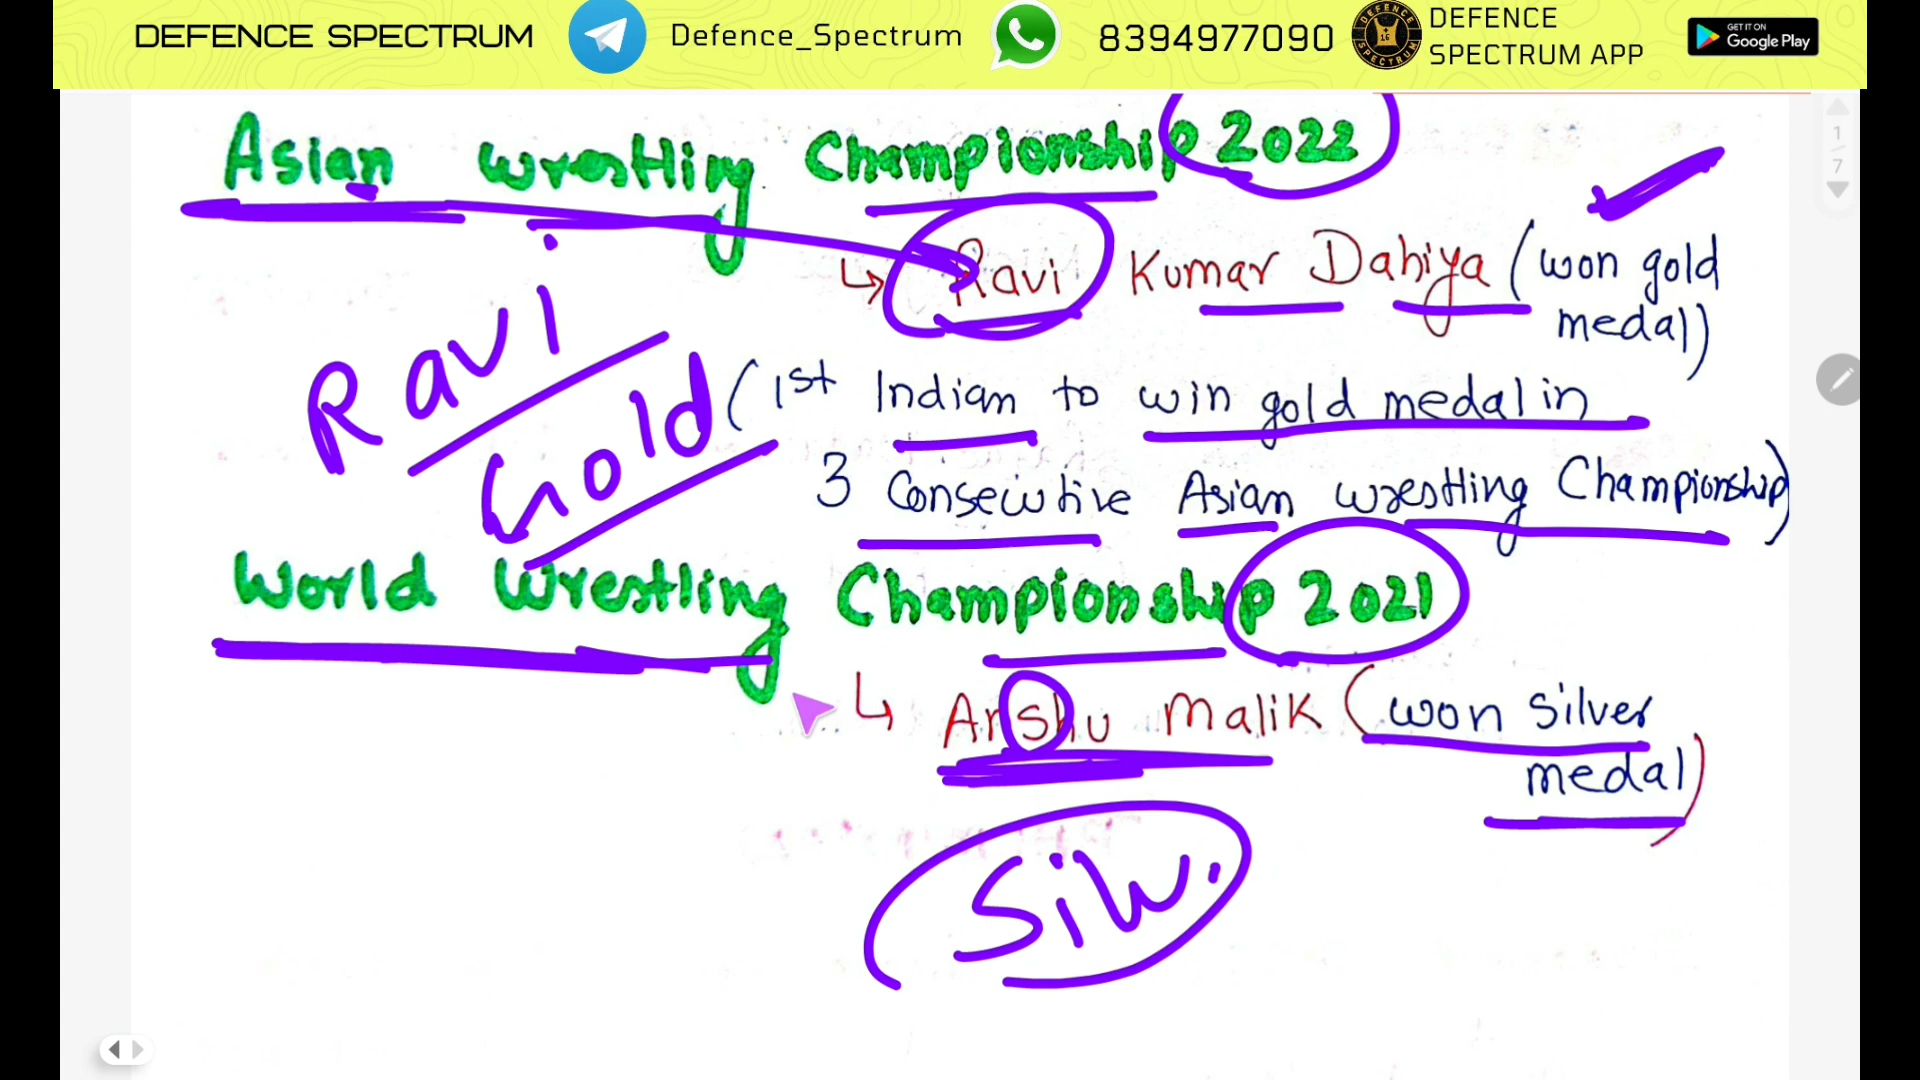 DEFENCE SPECTRUM
Defence_Spectrum
8394977090
DEFENCE
SPECTRUM APP
GET IT ON
Google Play
Asian wrestling Championship 2022
↳ Ravi Kumar Dahiya (won gold
medal)
Ravi
Gold
(1st Indian to win gold medal in
3 Consecutive Asian wrestling Championship)
World Wrestling Championship 2021
↳ Anshu Malik (won Silver
medal)
Silv.
1
7